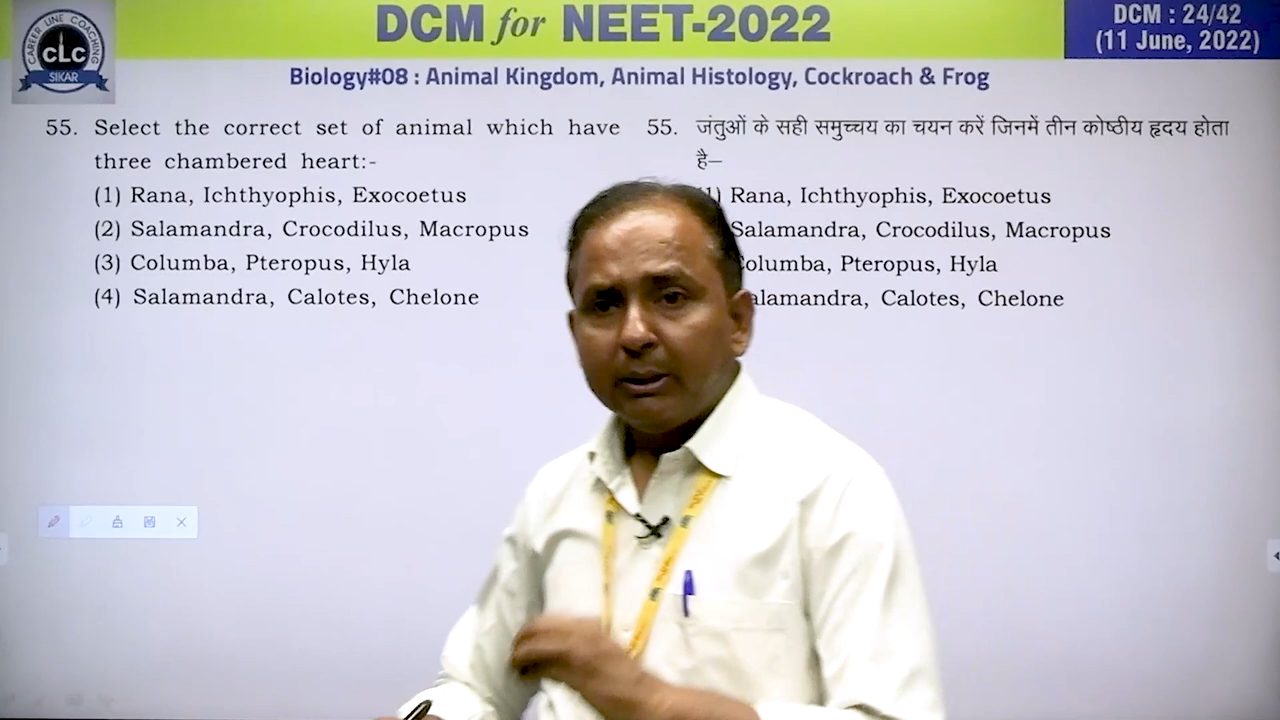 DCM for NEET-2022
DCM : 24/42
(11 June, 2022)
CAREER LINE COACHING
CLC
SIKAR
Biology#08 : Animal Kingdom, Animal Histology, Cockroach & Frog
55. Select the correct set of animal which have
three chambered heart:-
(1) Rana, Ichthyophis, Exocoetus
(2) Salamandra, Crocodilus, Macropus
(3) Columba, Pteropus, Hyla
(4) Salamandra, Calotes, Chelone
55. जंतुओं के सही समुच्चय का चयन करें जिनमें तीन कोष्ठीय हृदय होता
है–
1) Rana, Ichthyophis, Exocoetus
Salamandra, Crocodilus, Macropus
Columba, Pteropus, Hyla
alamandra, Calotes, Chelone